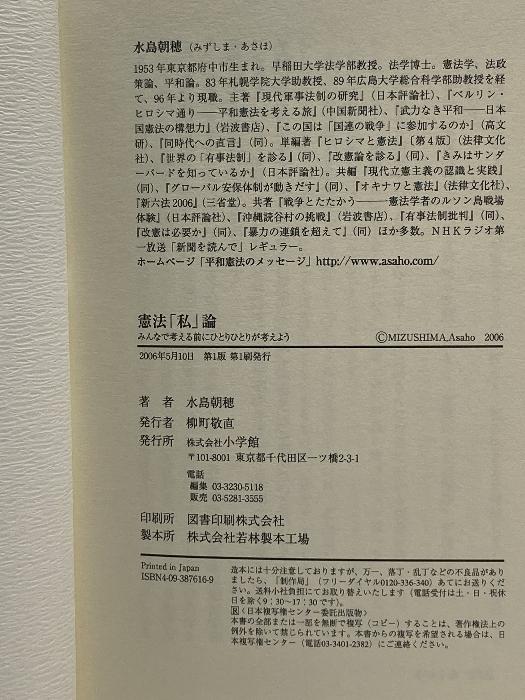 水島朝穂（みずしま・あさほ）
1953年東京都府中市生まれ。早稲田大学法学部教授。法学博士。憲法学、法政
策論、平和論。83年札幌学院大学助教授、89年広島大学総合科学部助教授を経
て、96年より現職。主著『現代軍事法制の研究』（日本評論社）、『ベルリン・
ヒロシマ通り――平和憲法を考える旅』（中国新聞社）、『武力なき平和――日本
国憲法の構想力』（岩波書店）、『この国は「国連の戦争」に参加するのか』（高文
研）、『同時代への直言』（同）。単編著『ヒロシマと憲法』〔第4版〕（法律文化
社）、『世界の「有事法制」を診る』（同）、『改憲論を診る』（同）、『きみはサンダ
ーバードを知っているか』（日本評論社）。共編『現代立憲主義の認識と実践』
（同）、『グローバル安保体制が動きだす』（同）、『オキナワと憲法』（法律文化社）、
『新六法2006』（三省堂）。共著『戦争とたたかう――一憲法学者のルソン島戦場
体験』（日本評論社）、『沖縄読谷村の挑戦』（岩波書店）、『有事法制批判』（同）、
『改憲は必要か』（同）、『暴力の連鎖を超えて』（同）ほか多数。NHKラジオ第
一放送「新聞を読んで」レギュラー。
ホームページ「平和憲法のメッセージ」http://www.asaho.com/
憲法「私」論
みんなで考える前にひとりひとりが考えよう
©MIZUSHIMA,Asaho 2006
2006年5月10日 第1版 第1刷発行
著 者 水島朝穂
発行者 柳町敬直
発行所 株式会社小学館
〒101-8001 東京都千代田区一ツ橋2-3-1
電話
編集 03-3230-5118
販売 03-5281-3555
印刷所 図書印刷株式会社
製本所 株式会社若林製本工場
Printed in Japan
ISBN4-09-387616-9
造本には十分注意しておりますが、万一、落丁・乱丁などの不良品があり
ましたら、「制作局」（フリーダイヤル0120-336-340）あてにお送りくだ
さい。送料小社負担にてお取り替えいたします（電話受付は土・日・祝休
日を除く9：30〜17：30です）。
R〈日本複写権センター委託出版物〉
本書の全部または一部を無断で複写（コピー）することは、著作権法上の
例外を除いて禁じられています。本書からの複写を希望される場合は、日
本複写権センター（電話03-3401-2382）にご連絡ください。